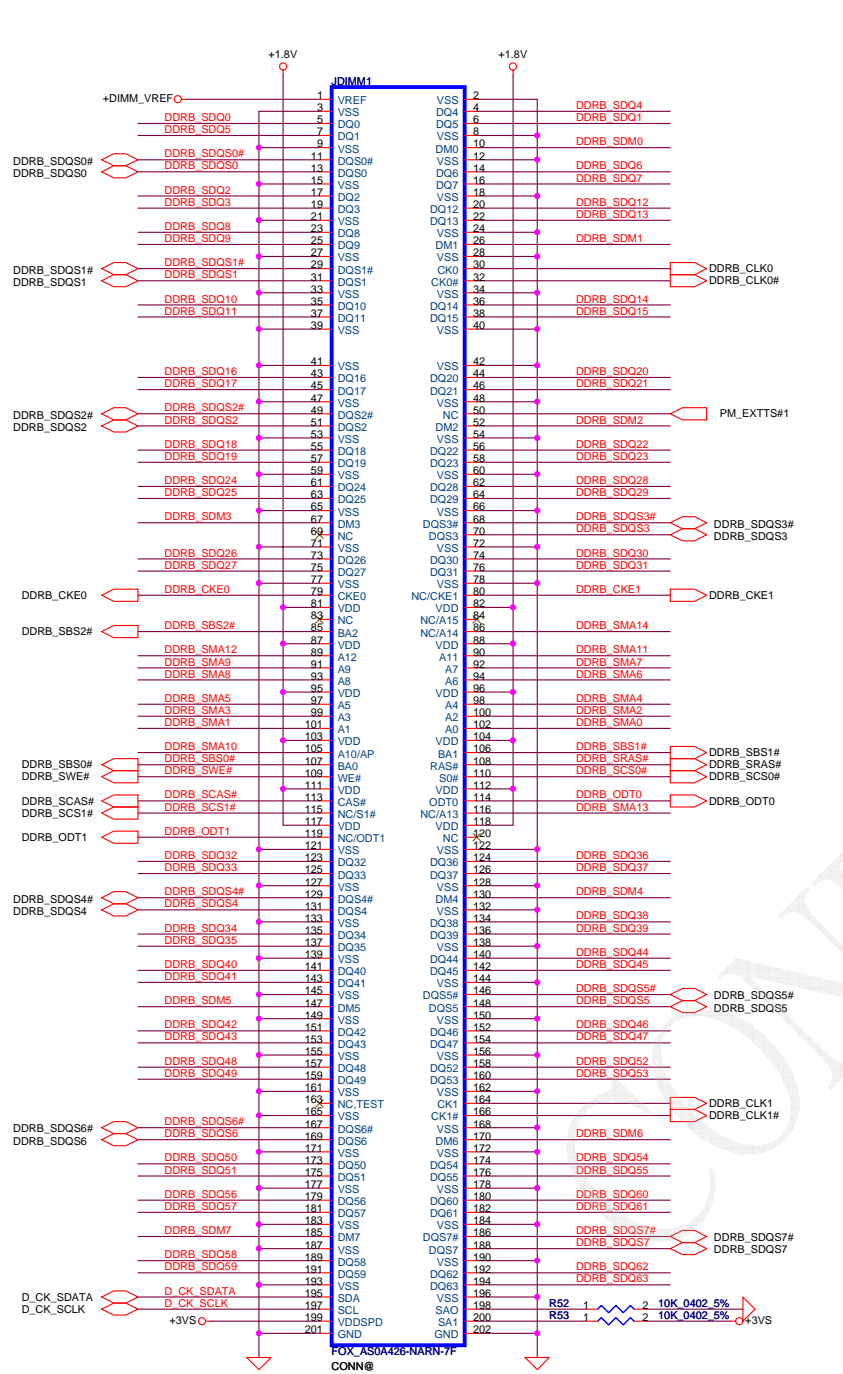 +1.8V +1.8V
JDIMM1
+DIMM_VREF 1 VREF VSS 2
3 VSS DQ4 4 DDRB_SDQ4
DDRB_SDQ0 5 DQ0 DQ5 6 DDRB_SDQ1
DDRB_SDQ5 7 DQ1 VSS 8
9 VSS DM0 10 DDRB_SDM0
DDRB_SDQS0# DDRB_SDQS0# 11 DQS0# VSS 12
DDRB_SDQS0 DDRB_SDQS0 13 DQS0 DQ6 14 DDRB_SDQ6
15 VSS DQ7 16 DDRB_SDQ7
DDRB_SDQ2 17 DQ2 VSS 18
DDRB_SDQ3 19 DQ3 DQ12 20 DDRB_SDQ12
21 VSS DQ13 22 DDRB_SDQ13
DDRB_SDQ8 23 DQ8 VSS 24
DDRB_SDQ9 25 DQ9 DM1 26 DDRB_SDM1
27 VSS VSS 28
DDRB_SDQS1# DDRB_SDQS1# 29 DQS1# CK0 30 DDRB_CLK0
DDRB_SDQS1 DDRB_SDQS1 31 DQS1 CK0# 32 DDRB_CLK0#
33 VSS VSS 34
DDRB_SDQ10 35 DQ10 DQ14 36 DDRB_SDQ14
DDRB_SDQ11 37 DQ11 DQ15 38 DDRB_SDQ15
39 VSS VSS 40
41 VSS VSS 42
DDRB_SDQ16 43 DQ16 DQ20 44 DDRB_SDQ20
DDRB_SDQ17 45 DQ17 DQ21 46 DDRB_SDQ21
47 VSS VSS 48
DDRB_SDQS2# DDRB_SDQS2# 49 DQS2# NC 50 PM_EXTTS#1
DDRB_SDQS2 DDRB_SDQS2 51 DQS2 DM2 52 DDRB_SDM2
53 VSS VSS 54
DDRB_SDQ18 55 DQ18 DQ22 56 DDRB_SDQ22
DDRB_SDQ19 57 DQ19 DQ23 58 DDRB_SDQ23
59 VSS VSS 60
DDRB_SDQ24 61 DQ24 DQ28 62 DDRB_SDQ28
DDRB_SDQ25 63 DQ25 DQ29 64 DDRB_SDQ29
65 VSS VSS 66
DDRB_SDM3 67 DM3 DQS3# 68 DDRB_SDQS3# DDRB_SDQS3#
69 NC DQS3 70 DDRB_SDQS3 DDRB_SDQS3
71 VSS VSS 72
DDRB_SDQ26 73 DQ26 DQ30 74 DDRB_SDQ30
DDRB_SDQ27 75 DQ27 DQ31 76 DDRB_SDQ31
77 VSS VSS 78
DDRB_CKE0 DDRB_CKE0 79 CKE0 NC/CKE1 80 DDRB_CKE1 DDRB_CKE1
81 VDD VDD 82
83 NC NC/A15 84
DDRB_SBS2# DDRB_SBS2# 85 BA2 NC/A14 86 DDRB_SMA14
87 VDD VDD 88
DDRB_SMA12 89 A12 A11 90 DDRB_SMA11
DDRB_SMA9 91 A9 A7 92 DDRB_SMA7
DDRB_SMA8 93 A8 A6 94 DDRB_SMA6
95 VDD VDD 96
DDRB_SMA5 97 A5 A4 98 DDRB_SMA4
DDRB_SMA3 99 A3 A2 100 DDRB_SMA2
DDRB_SMA1 101 A1 A0 102 DDRB_SMA0
103 VDD VDD 104
DDRB_SMA10 105 A10/AP BA1 106 DDRB_SBS1# DDRB_SBS1#
DDRB_SBS0# DDRB_SBS0# 107 BA0 RAS# 108 DDRB_SRAS# DDRB_SRAS#
DDRB_SWE# DDRB_SWE# 109 WE# S0# 110 DDRB_SCS0# DDRB_SCS0#
111 VDD VDD 112
DDRB_SCAS# DDRB_SCAS# 113 CAS# ODT0 114 DDRB_ODT0 DDRB_ODT0
DDRB_SCS1# DDRB_SCS1# 115 NC/S1# NC/A13 116 DDRB_SMA13
117 VDD VDD 118
DDRB_ODT1 DDRB_ODT1 119 NC/ODT1 NC 120
121 VSS VSS 122
DDRB_SDQ32 123 DQ32 DQ36 124 DDRB_SDQ36
DDRB_SDQ33 125 DQ33 DQ37 126 DDRB_SDQ37
127 VSS VSS 128
DDRB_SDQS4# DDRB_SDQS4# 129 DQS4# DM4 130 DDRB_SDM4
DDRB_SDQS4 DDRB_SDQS4 131 DQS4 VSS 132
133 VSS DQ38 134 DDRB_SDQ38
DDRB_SDQ34 135 DQ34 DQ39 136 DDRB_SDQ39
DDRB_SDQ35 137 DQ35 VSS 138
139 VSS DQ44 140 DDRB_SDQ44
DDRB_SDQ40 141 DQ40 DQ45 142 DDRB_SDQ45
DDRB_SDQ41 143 DQ41 VSS 144
145 VSS DQS5# 146 DDRB_SDQS5# DDRB_SDQS5#
DDRB_SDM5 147 DM5 DQS5 148 DDRB_SDQS5 DDRB_SDQS5
149 VSS VSS 150
DDRB_SDQ42 151 DQ42 DQ46 152 DDRB_SDQ46
DDRB_SDQ43 153 DQ43 DQ47 154 DDRB_SDQ47
155 VSS VSS 156
DDRB_SDQ48 157 DQ48 DQ52 158 DDRB_SDQ52
DDRB_SDQ49 159 DQ49 DQ53 160 DDRB_SDQ53
161 VSS VSS 162
163 NC,TEST CK1 164 DDRB_CLK1
165 VSS CK1# 166 DDRB_CLK1#
DDRB_SDQS6# DDRB_SDQS6# 167 DQS6# VSS 168
DDRB_SDQS6 DDRB_SDQS6 169 DQS6 DM6 170 DDRB_SDM6
171 VSS VSS 172
DDRB_SDQ50 173 DQ50 DQ54 174 DDRB_SDQ54
DDRB_SDQ51 175 DQ51 DQ55 176 DDRB_SDQ55
177 VSS VSS 178
DDRB_SDQ56 179 DQ56 DQ60 180 DDRB_SDQ60
DDRB_SDQ57 181 DQ57 DQ61 182 DDRB_SDQ61
183 VSS VSS 184
DDRB_SDM7 185 DM7 DQS7# 186 DDRB_SDQS7# DDRB_SDQS7#
187 VSS DQS7 188 DDRB_SDQS7 DDRB_SDQS7
DDRB_SDQ58 189 DQ58 VSS 190
DDRB_SDQ59 191 DQ59 DQ62 192 DDRB_SDQ62
193 VSS DQ63 194 DDRB_SDQ63
D_CK_SDATA D_CK_SDATA 195 SDA VSS 196
D_CK_SCLK D_CK_SCLK 197 SCL SAO 198 R52 1 2 10K_0402_5%
+3VS 199 VDDSPD SA1 200 R53 1 2 10K_0402_5% +3VS
201 GND GND 202
FOX_AS0A426-NARN-7F
CONN@
CON